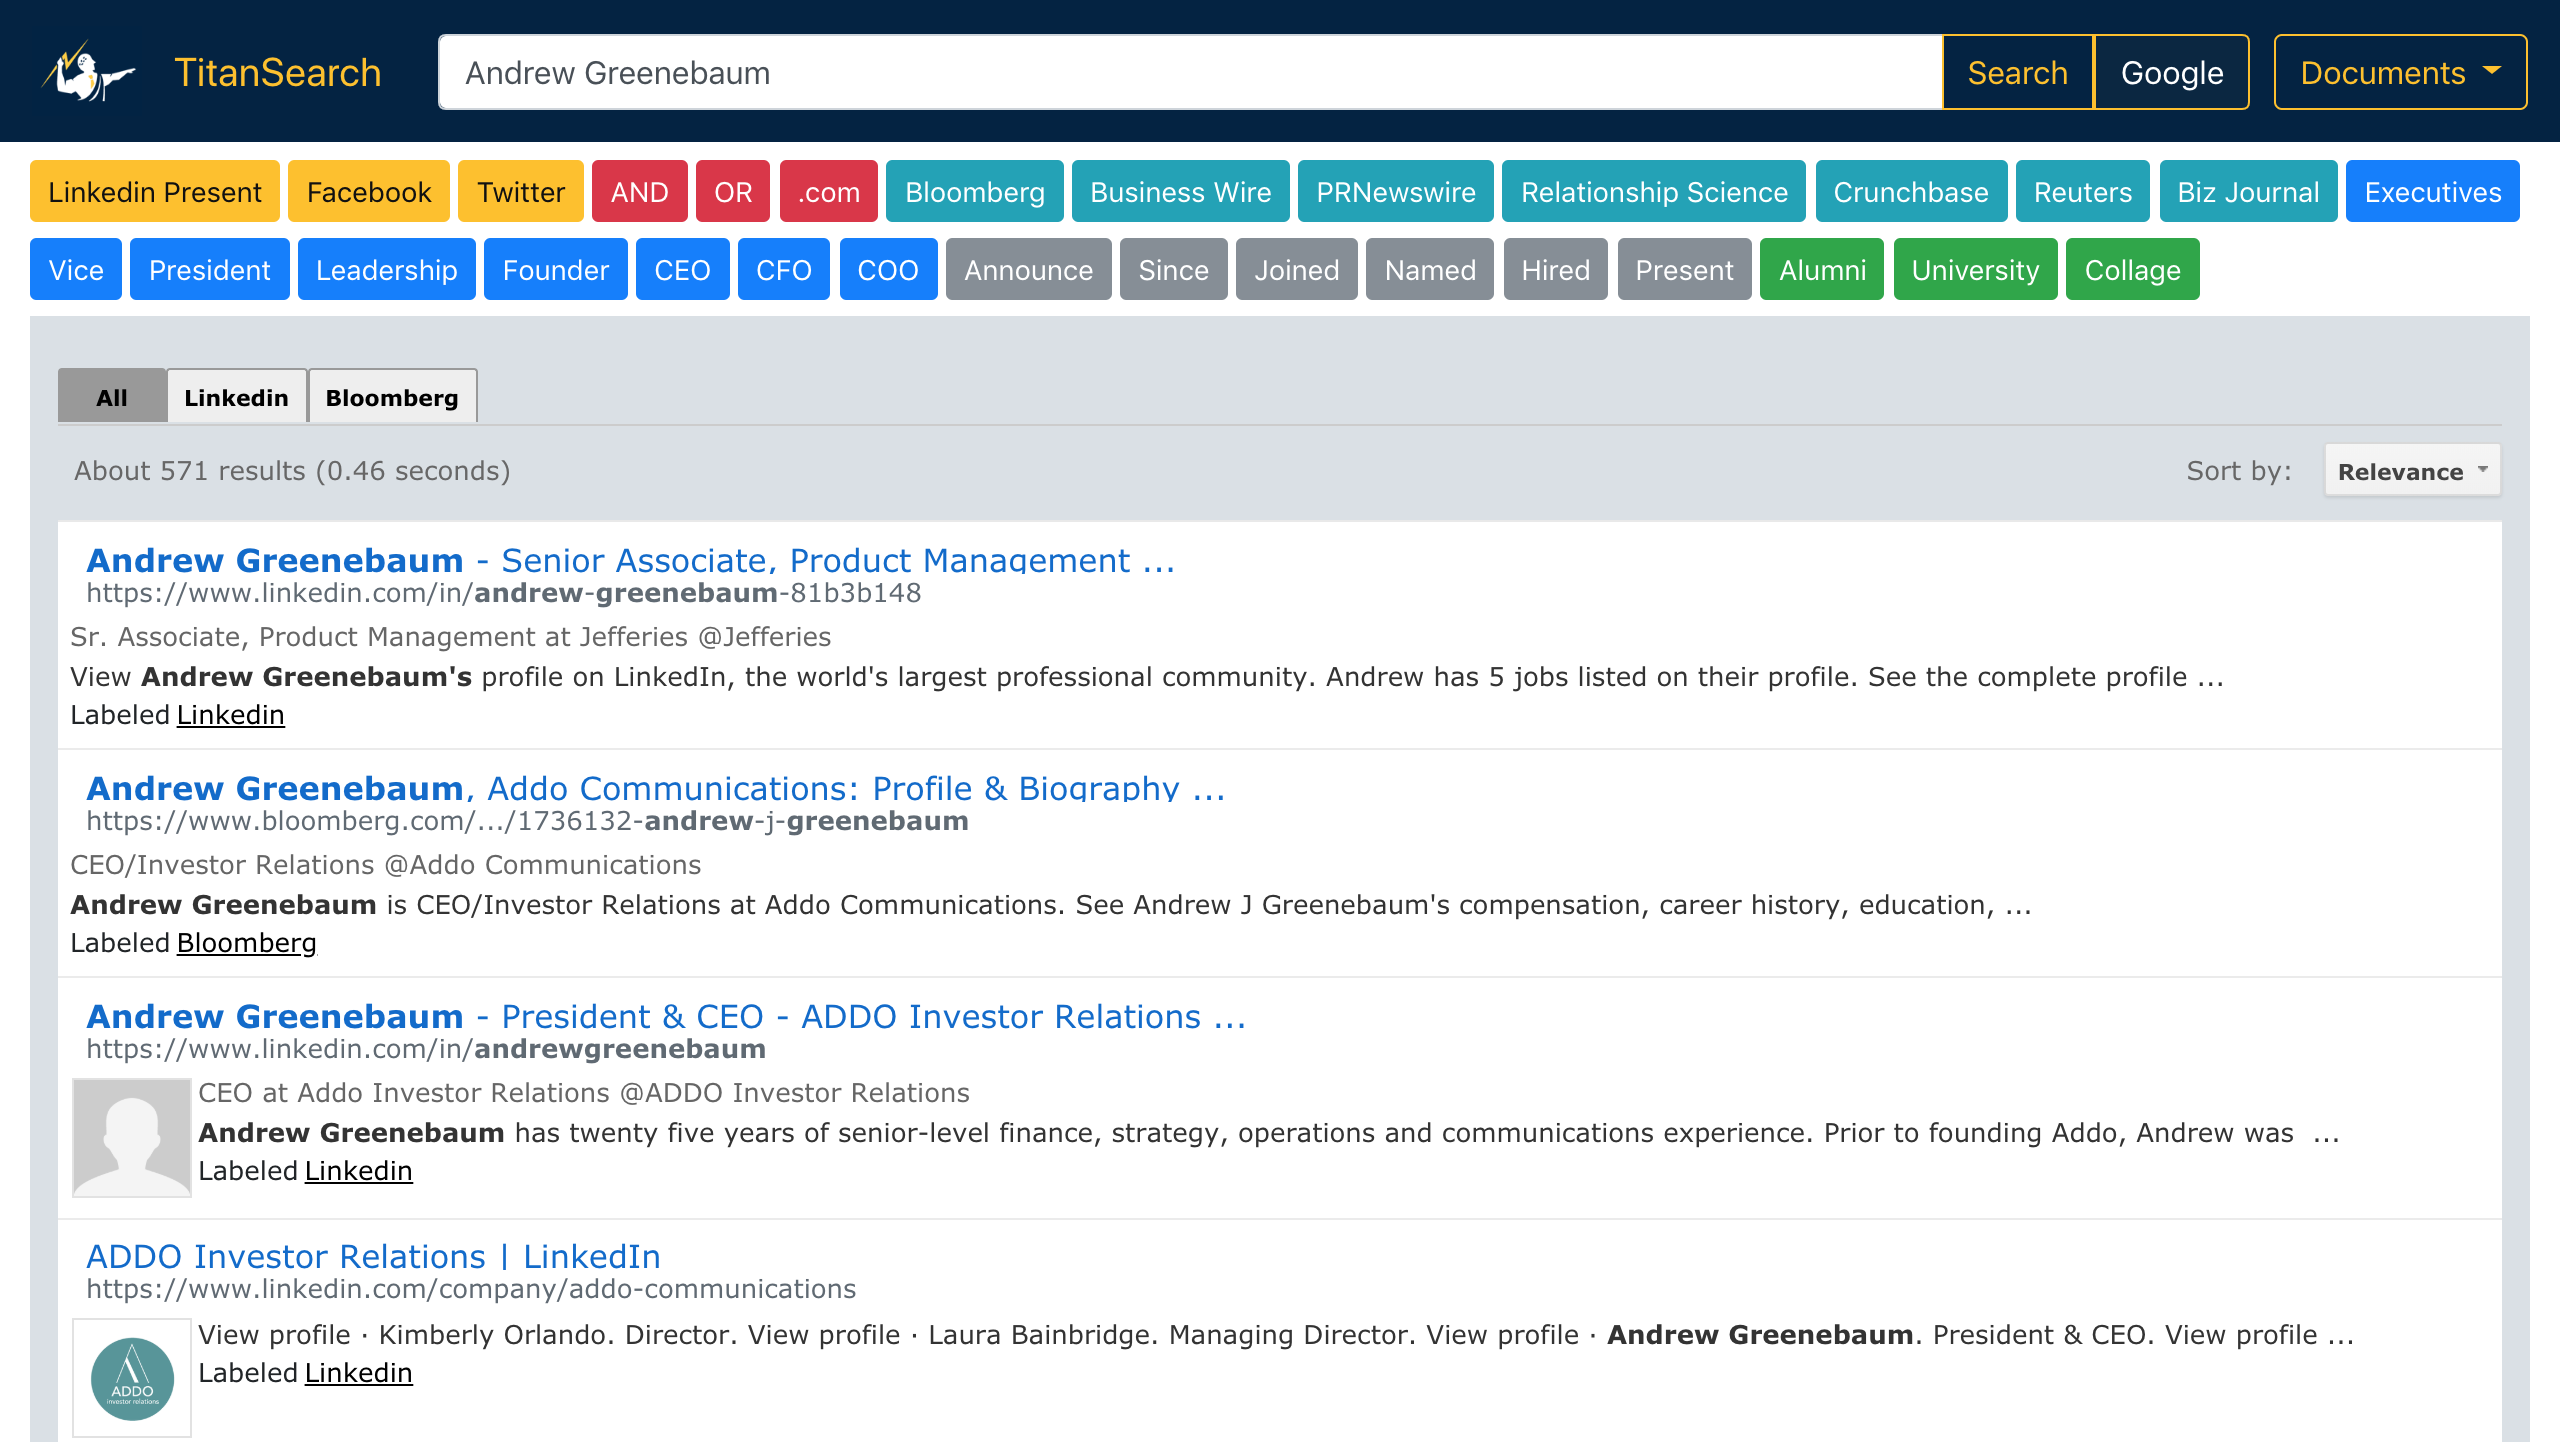 TitanSearch Andrew Greenebaum Search Google Documents
Linkedin Present Facebook Twitter AND OR .com Bloomberg Business Wire PRNewswire Relationship Science Crunchbase Reuters Biz Journal Executives
Vice President Leadership Founder CEO CFO COO Announce Since Joined Named Hired Present Alumni University Collage
All Linkedin Bloomberg
About 571 results (0.46 seconds) Sort by: Relevance
Andrew Greenebaum - Senior Associate, Product Management ...
https://www.linkedin.com/in/andrew-greenebaum-81b3b148
Sr. Associate, Product Management at Jefferies @Jefferies
View Andrew Greenebaum's profile on LinkedIn, the world's largest professional community. Andrew has 5 jobs listed on their profile. See the complete profile ...
Labeled Linkedin
Andrew Greenebaum, Addo Communications: Profile & Biography ...
https://www.bloomberg.com/.../1736132-andrew-j-greenebaum
CEO/Investor Relations @Addo Communications
Andrew Greenebaum is CEO/Investor Relations at Addo Communications. See Andrew J Greenebaum's compensation, career history, education, ...
Labeled Bloomberg
Andrew Greenebaum - President & CEO - ADDO Investor Relations ...
https://www.linkedin.com/in/andrewgreenebaum
CEO at Addo Investor Relations @ADDO Investor Relations
Andrew Greenebaum has twenty five years of senior-level finance, strategy, operations and communications experience. Prior to founding Addo, Andrew was ...
Labeled Linkedin
ADDO Investor Relations | LinkedIn
https://www.linkedin.com/company/addo-communications
View profile · Kimberly Orlando. Director. View profile · Laura Bainbridge. Managing Director. View profile · Andrew Greenebaum. President & CEO. View profile ...
Labeled Linkedin
ADDO
investor relations